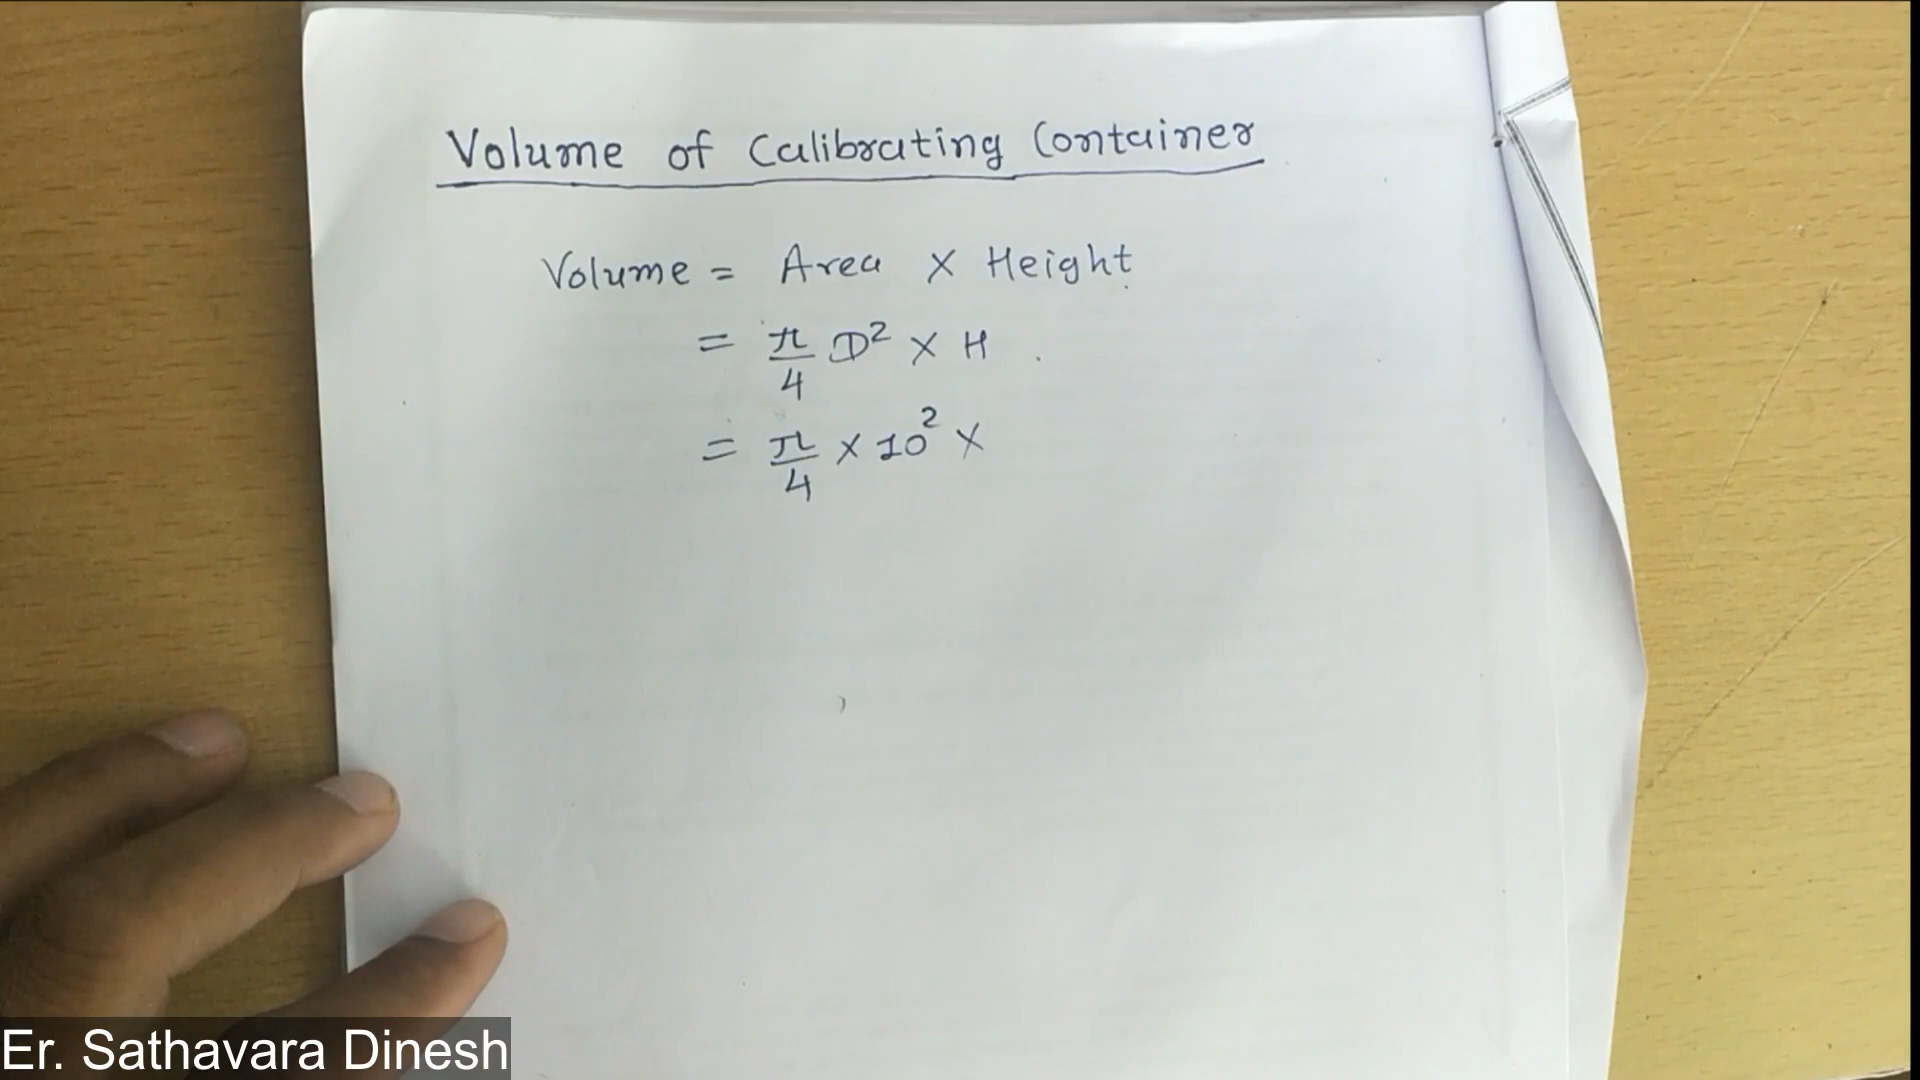 Volume of Calibrating Container
Volume = Area × Height
= π/4 D² × H
= π/4 × 10² ×
Er. Sathavara Dinesh